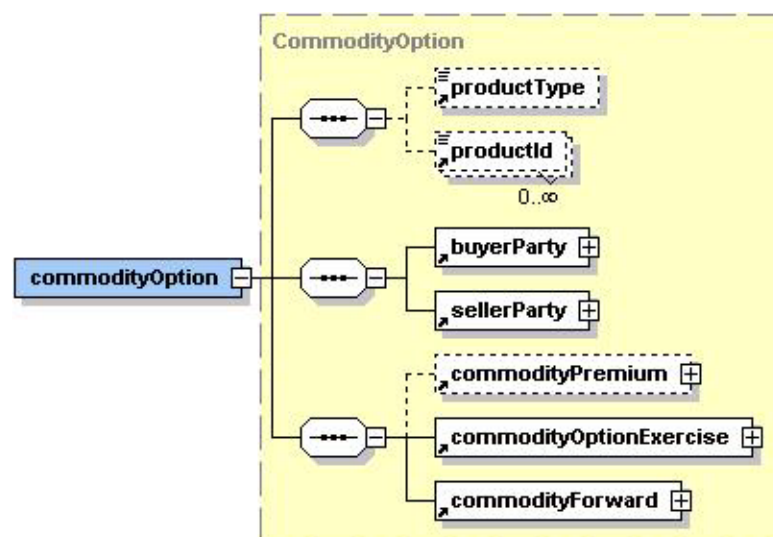 CommodityOption
productType
productId
0..∞
buyerParty
commodityOption
sellerParty
commodityPremium
commodityOptionExercise
commodityForward